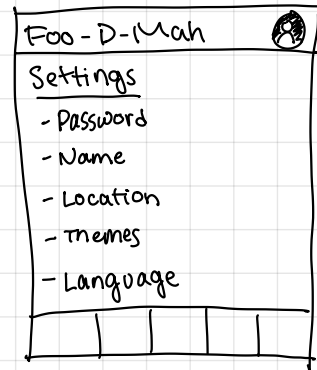 Foo-D-Mah
Settings
- Password
- Name
- Location
- Themes
- Language